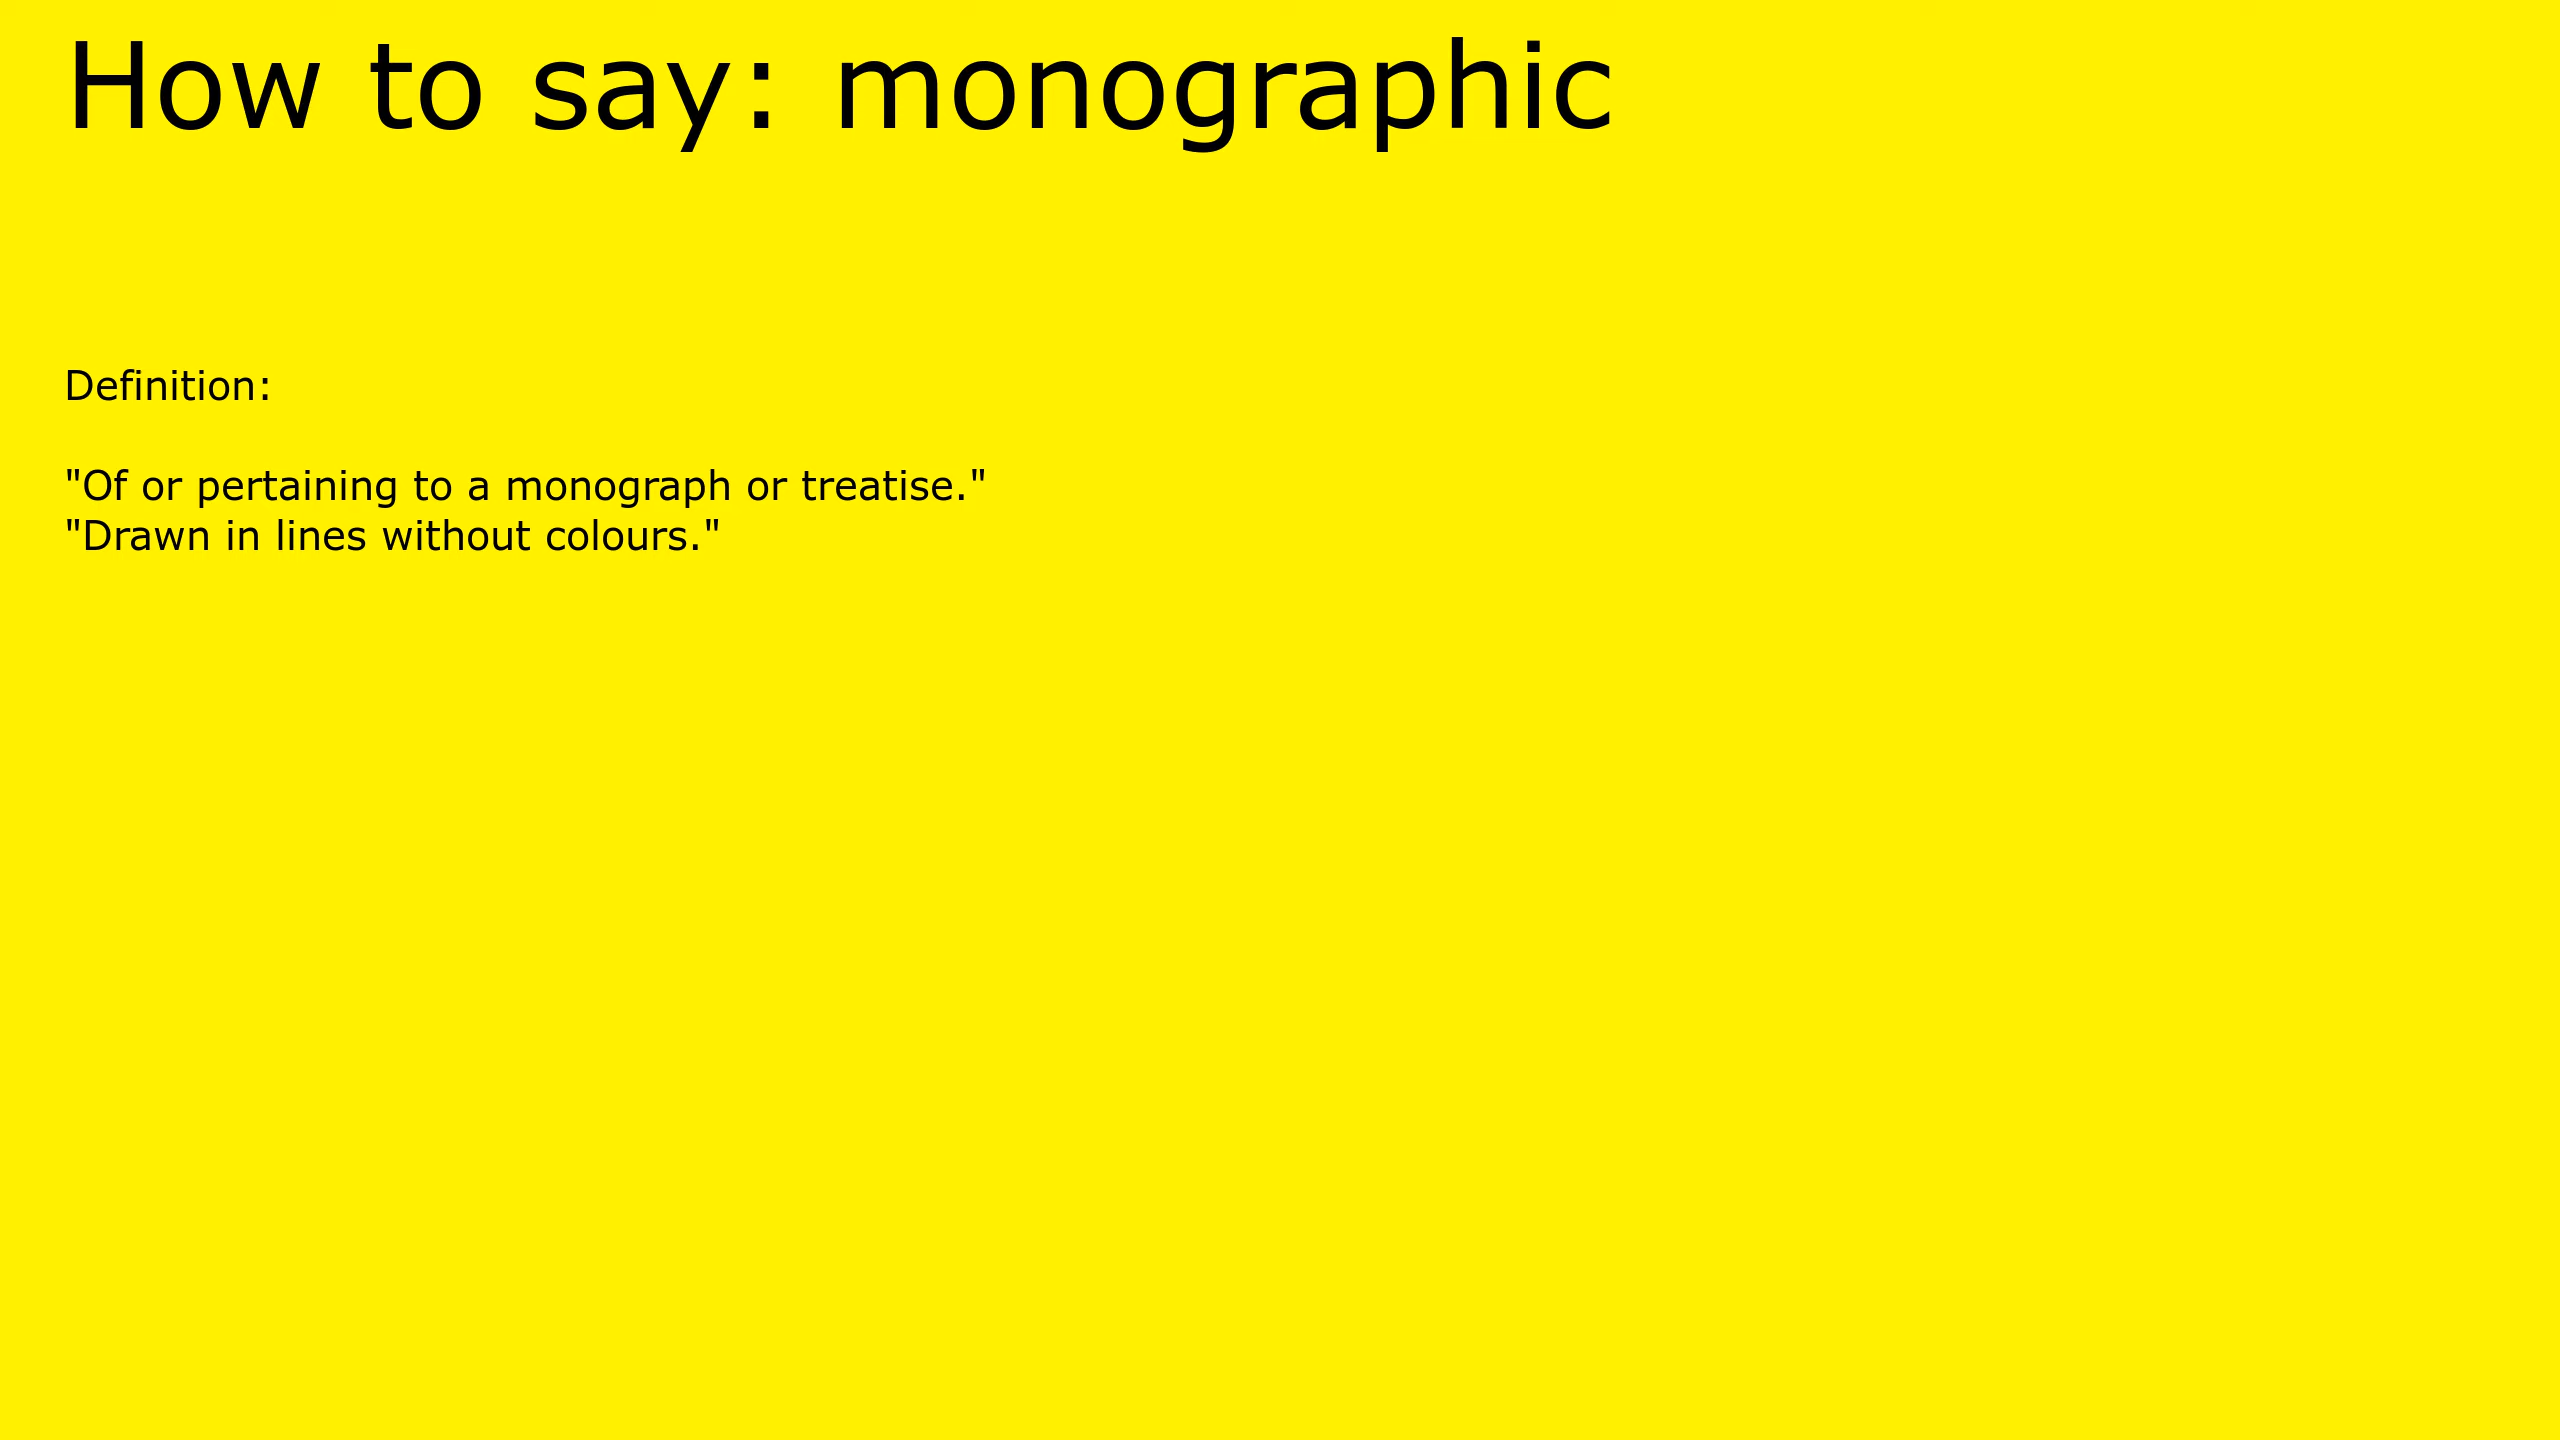 How to say: monographic
Definition:
"Of or pertaining to a monograph or treatise."
"Drawn in lines without colours."